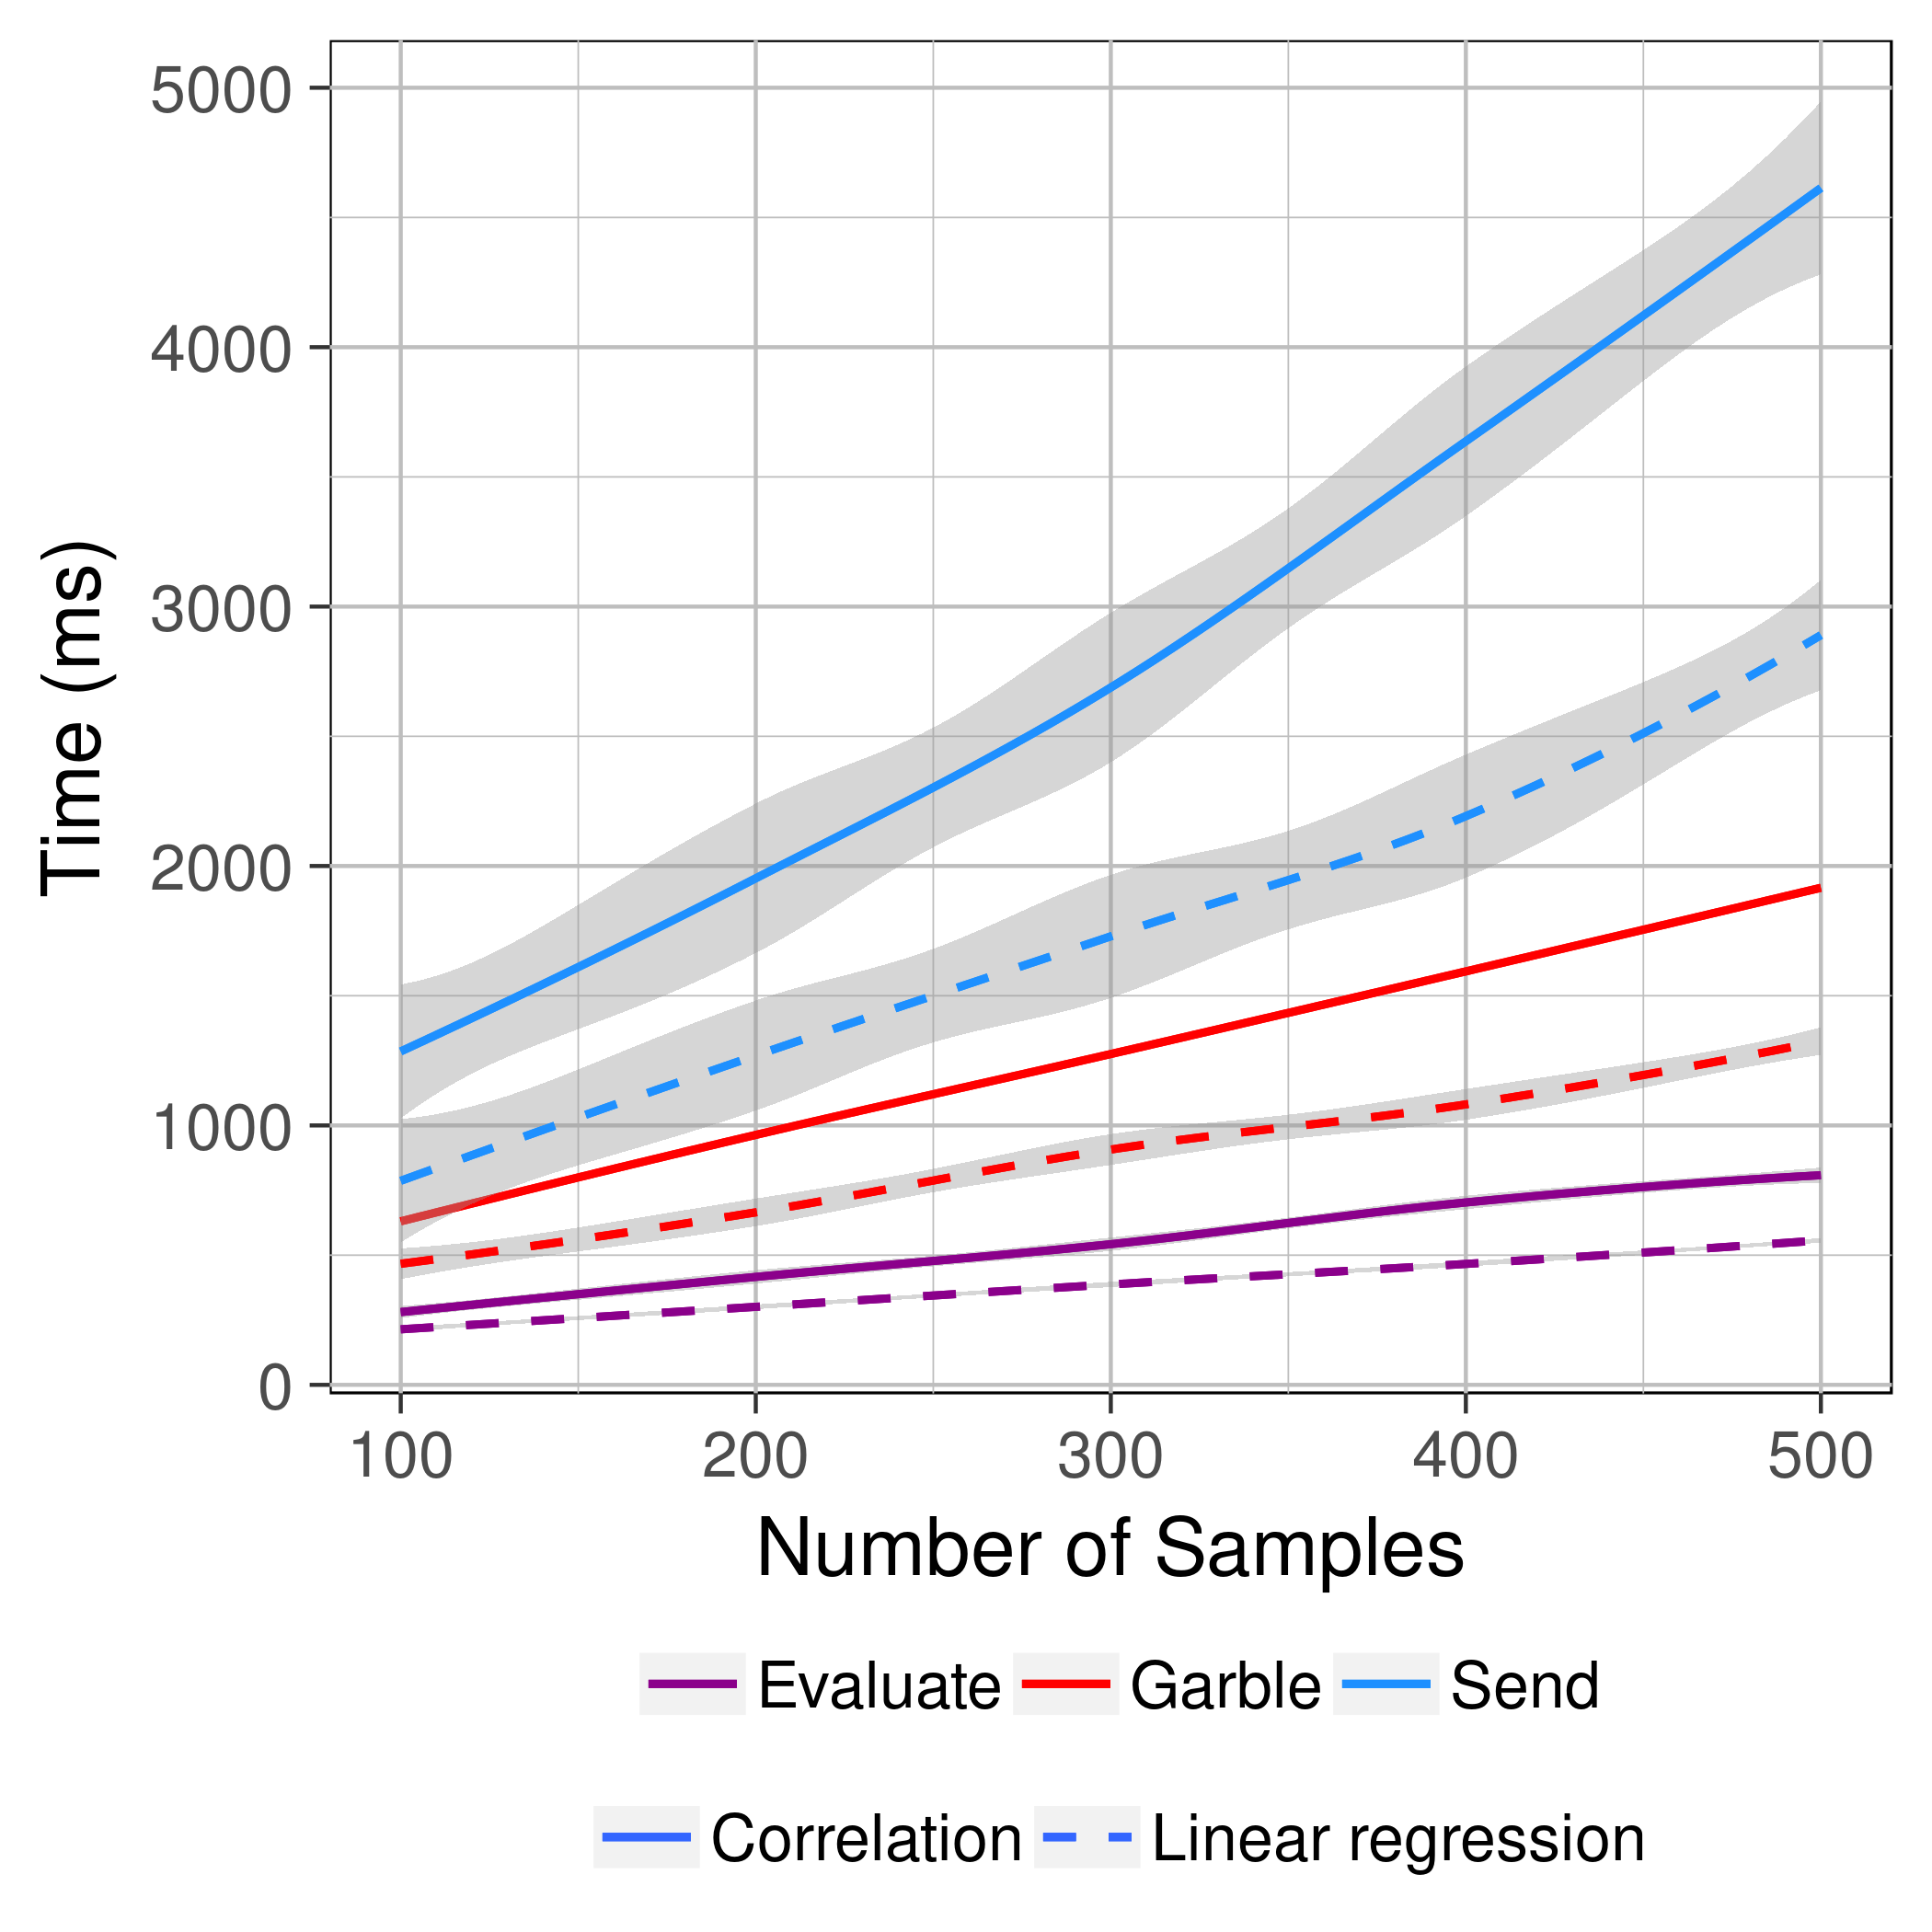 5000
4000
3000
2000
1000
0
Time (ms)
100 200 300 400 500
Number of Samples
Evaluate Garble Send
Correlation Linear regression